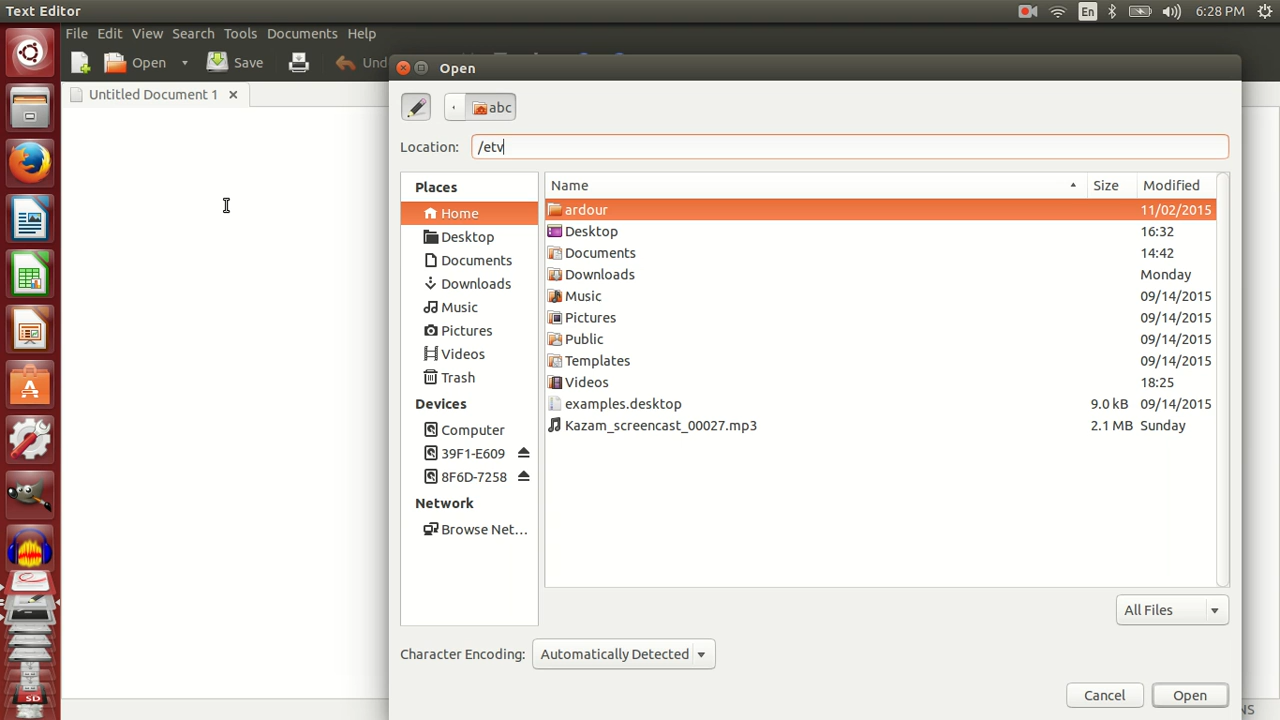 Text Editor
En
6:28 PM
File Edit View Search Tools Documents Help
Open
Save
Und
Open
Untitled Document 1
abc
Location: /etv
Places
Name Size Modified
Home
ardour 11/02/2015
Desktop
Desktop 16:32
Documents
Documents 14:42
Downloads
Downloads Monday
Music
Music 09/14/2015
Pictures
Pictures 09/14/2015
Videos
Public 09/14/2015
Trash
Templates 09/14/2015
Devices
Videos 18:25
Computer
examples.desktop 9.0 kB 09/14/2015
39F1-E609
Kazam_screencast_00027.mp3 2.1 MB Sunday
8F6D-7258
Network
Browse Net...
All Files
Character Encoding: Automatically Detected
Cancel
Open
SD
NS